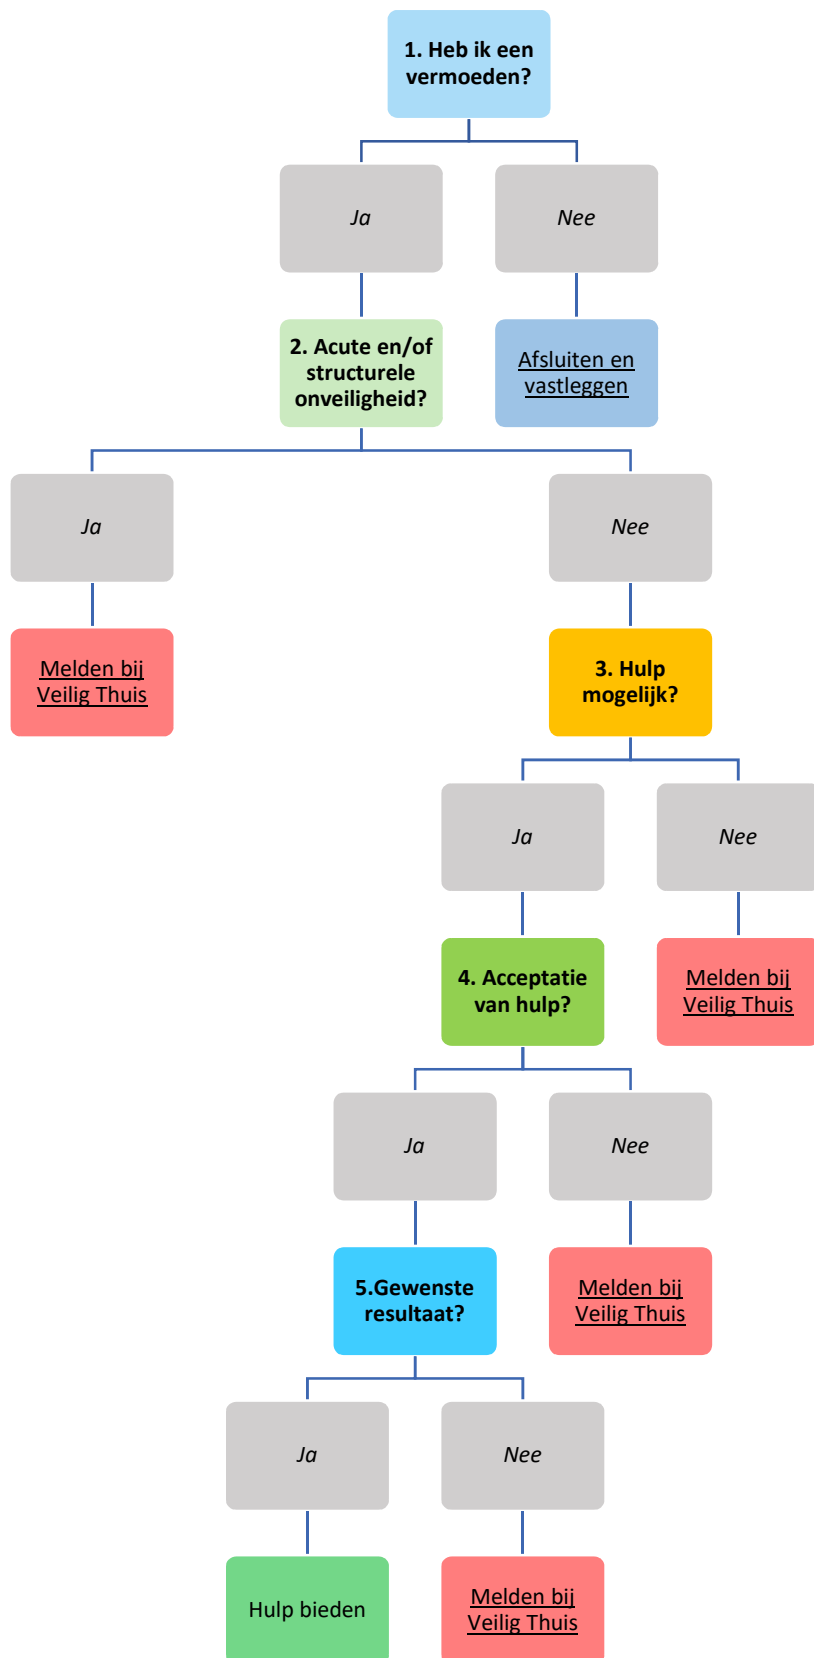 1. Heb ik een
vermoeden?
Ja
Nee
2. Acute en/of
structurele
onveiligheid?
Afsluiten en
vastleggen
Ja
Nee
Melden bij
Veilig Thuis
3. Hulp
mogelijk?
Ja
Nee
4. Acceptatie
van hulp?
Melden bij
Veilig Thuis
Ja
Nee
5.Gewenste
resultaat?
Melden bij
Veilig Thuis
Ja
Nee
Hulp bieden
Melden bij
Veilig Thuis